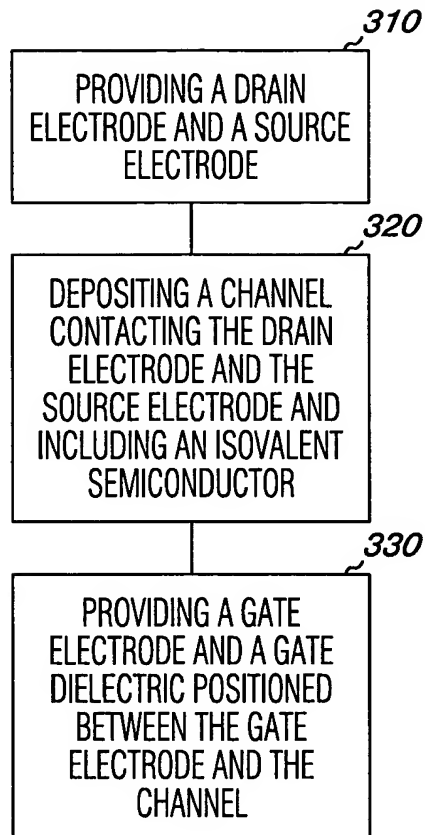 310
PROVIDING A DRAIN
ELECTRODE AND A SOURCE
ELECTRODE
320
DEPOSITING A CHANNEL
CONTACTING THE DRAIN
ELECTRODE AND THE
SOURCE ELECTRODE AND
INCLUDING AN ISOVALENT
SEMICONDUCTOR
330
PROVIDING A GATE
ELECTRODE AND A GATE
DIELECTRIC POSITIONED
BETWEEN THE GATE
ELECTRODE AND THE
CHANNEL